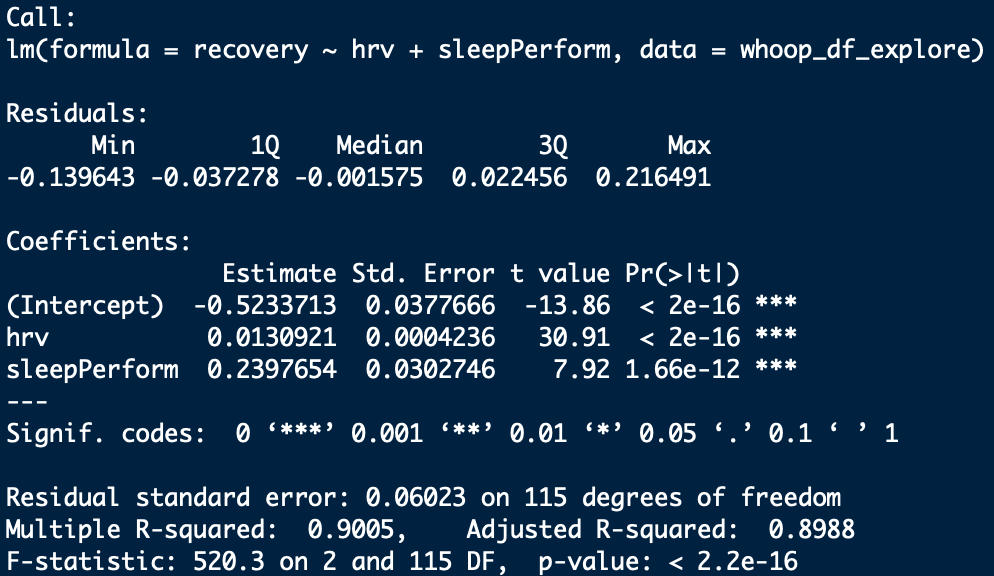 Call:
lm(formula = recovery ~ hrv + sleepPerform, data = whoop_df_explore)

Residuals:
      Min        1Q    Median        3Q       Max
-0.139643 -0.037278 -0.001575  0.022456  0.216491

Coefficients:
               Estimate Std. Error t value Pr(>|t|)
(Intercept)  -0.5233713  0.0377666  -13.86  < 2e-16 ***
hrv           0.0130921  0.0004236   30.91  < 2e-16 ***
sleepPerform  0.2397654  0.0302746    7.92 1.66e-12 ***
---
Signif. codes:  0 ‘***’ 0.001 ‘**’ 0.01 ‘*’ 0.05 ‘.’ 0.1 ‘ ’ 1

Residual standard error: 0.06023 on 115 degrees of freedom
Multiple R-squared:  0.9005,    Adjusted R-squared:  0.8988
F-statistic: 520.3 on 2 and 115 DF,  p-value: < 2.2e-16